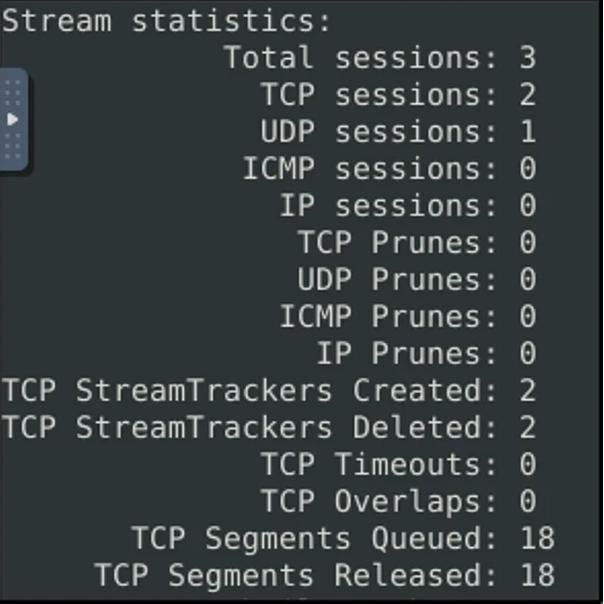 Stream statistics:
Total sessions: 3
TCP sessions: 2
UDP sessions: 1
ICMP sessions: 0
IP sessions: 0
TCP Prunes: 0
UDP Prunes: 0
ICMP Prunes: 0
IP Prunes: 0
TCP StreamTrackers Created: 2
TCP StreamTrackers Deleted: 2
TCP Timeouts: 0
TCP Overlaps: 0
TCP Segments Queued: 18
TCP Segments Released: 18